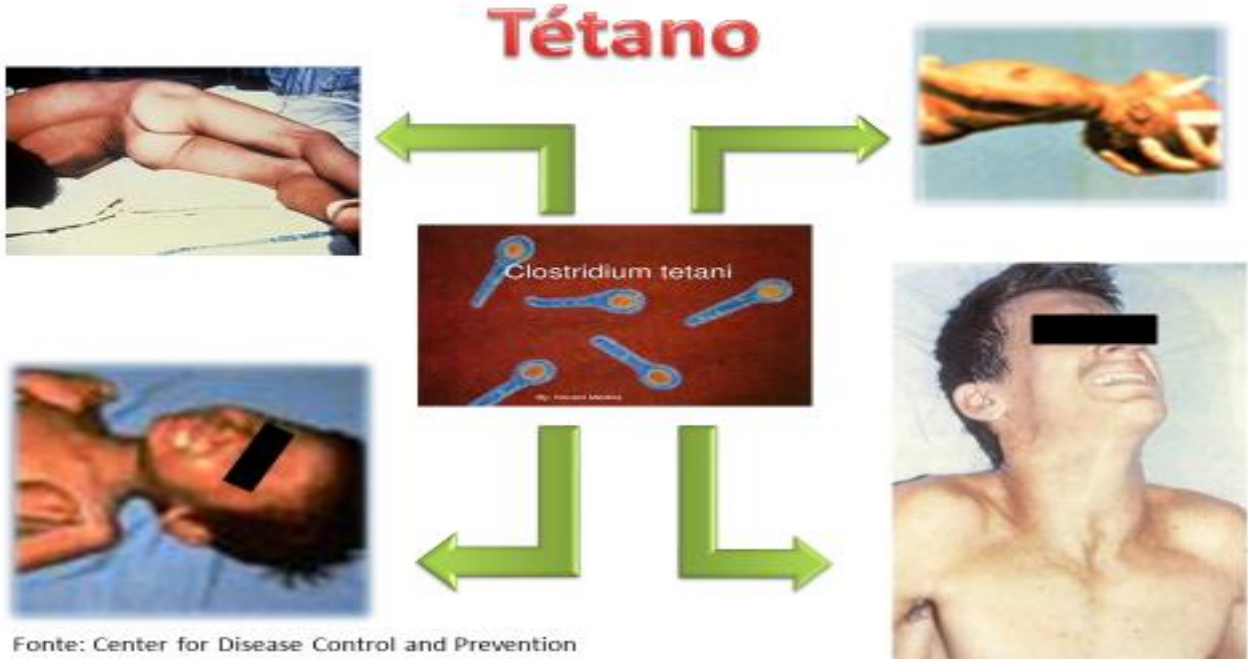 Tétano
Clostridium tetani
Fonte: Center for Disease Control and Prevention